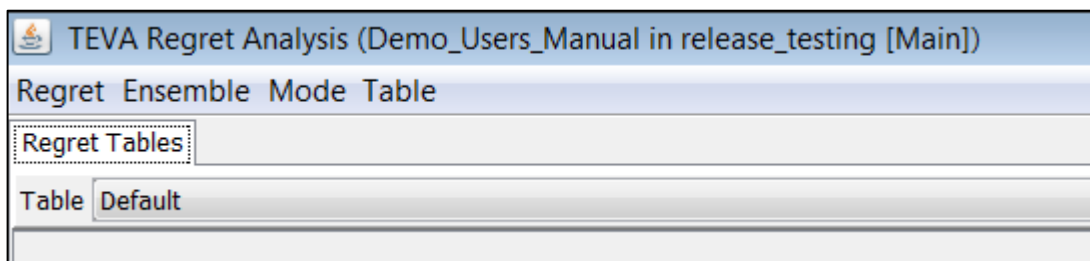 TEVA Regret Analysis (Demo_Users_Manual in release_testing [Main])
Regret Ensemble Mode Table
Regret Tables
Table Default